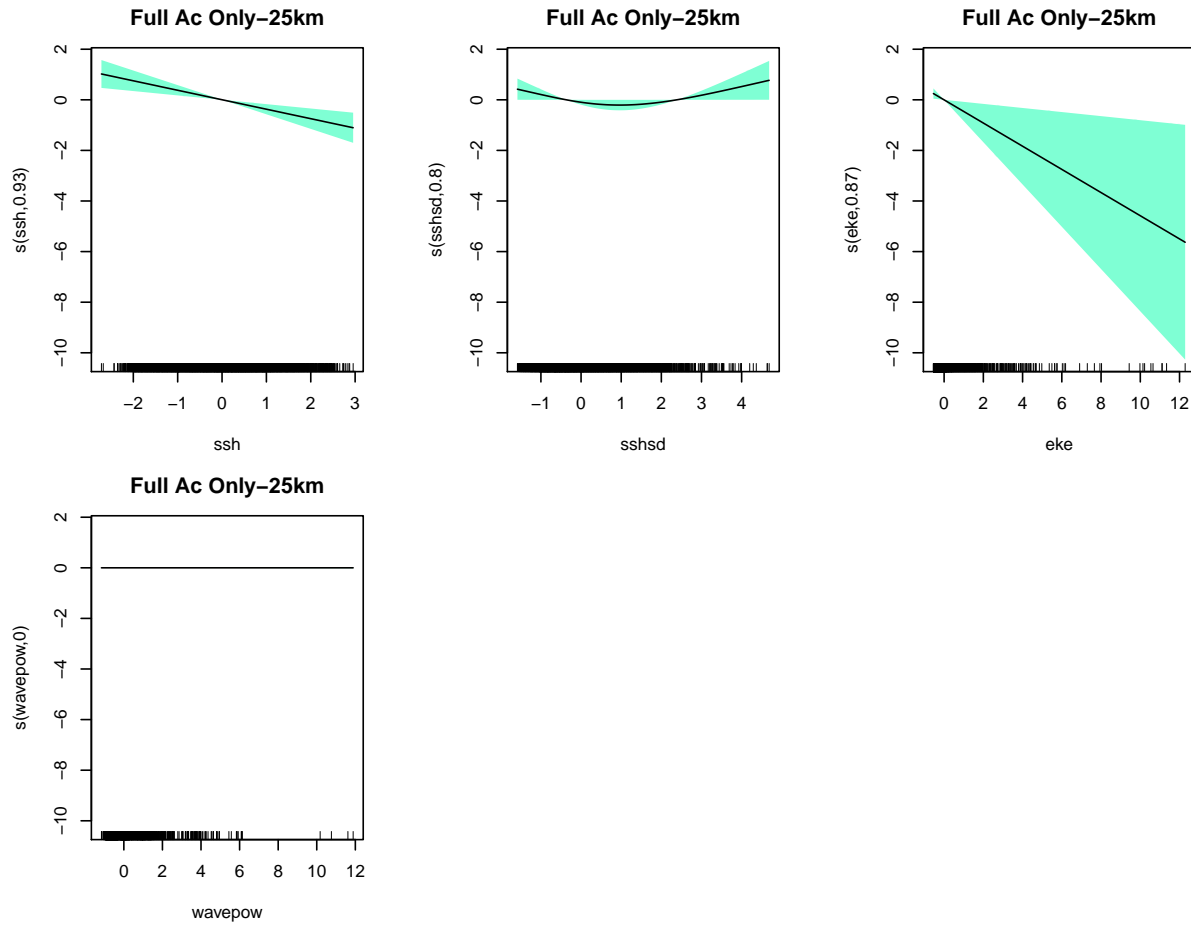 Full Ac Only−25km
Full Ac Only−25km
Full Ac Only−25km
s(ssh,0.93)
2
0
−2
−4
−6
−8
−10
−2 −1 0 1 2 3
ssh
s(sshsd,0.8)
2
0
−2
−4
−6
−8
−10
−1 0 1 2 3 4
sshsd
s(eke,0.87)
2
0
−2
−4
−6
−8
−10
0 2 4 6 8 10 12
eke
Full Ac Only−25km
s(wavepow,0)
2
0
−2
−4
−6
−8
−10
0 2 4 6 8 10 12
wavepow